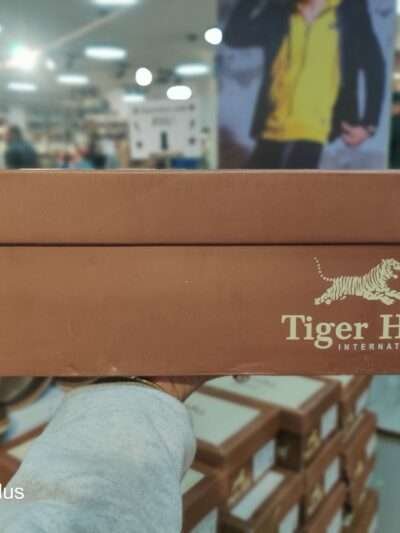 Tiger H
INTERNAT
lus